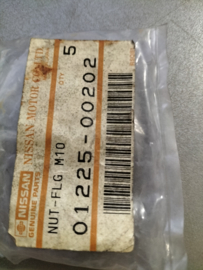 NISSAN
GENUINE PARTS
NISSAN MOTOR CO., LTD.
QTY
5
NUT-FLG M10
01225-00202